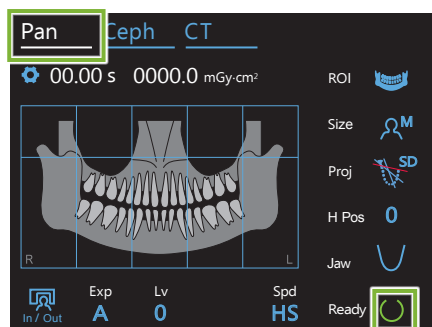 Pan Ceph CT
00.00 s 0000.0 mGy·cm²
ROI
Size M
Proj SD
H Pos 0
Jaw
R L
In / Out
Exp Lv Spd
A 0 HS
Ready